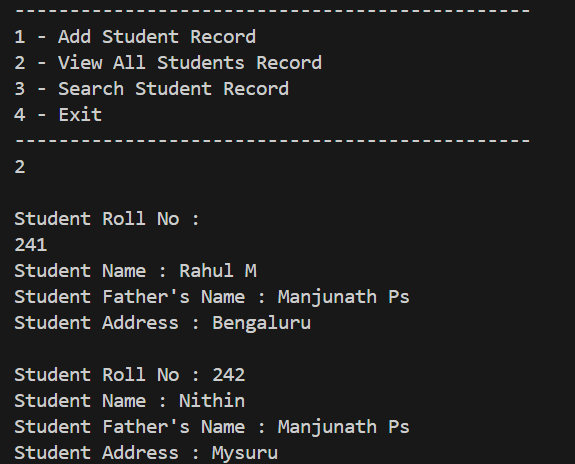 -----------------------------------------------
1 - Add Student Record
2 - View All Students Record
3 - Search Student Record
4 - Exit
-----------------------------------------------
2
Student Roll No :
241
Student Name : Rahul M
Student Father's Name : Manjunath Ps
Student Address : Bengaluru
Student Roll No : 242
Student Name : Nithin
Student Father's Name : Manjunath Ps
Student Address : Mysuru